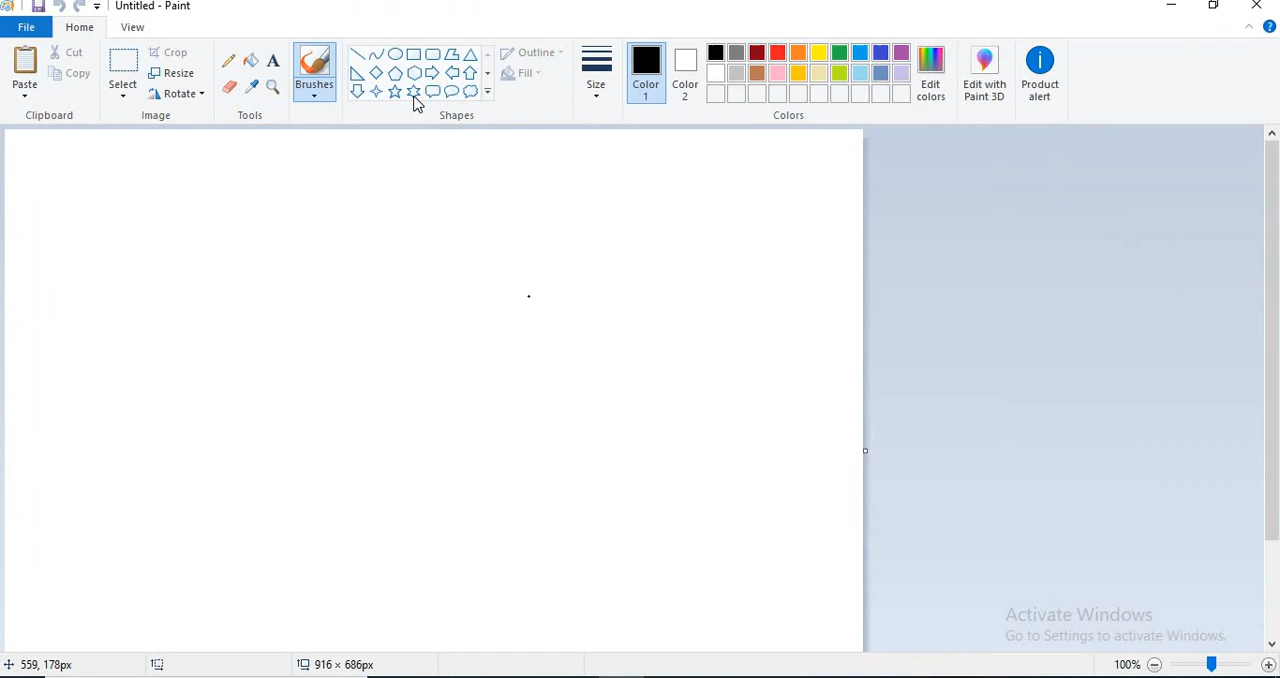 Untitled - Paint
File Home View
Paste
Cut
Copy
Clipboard
Select
Crop
Resize
Rotate
Image
A
Tools
Brushes
Outline
Fill
Shapes
Size
Color 1
Color 2
Edit colors
Colors
Edit with Paint 3D
Product alert
Activate Windows
Go to Settings to activate Windows.
559, 178px 916 × 686px 100%